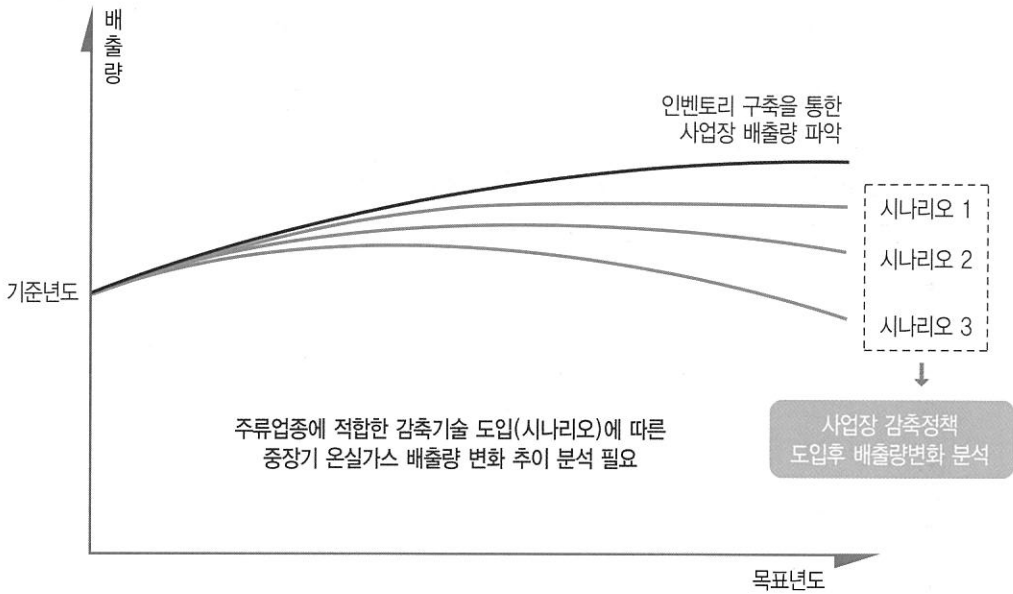 배출량
인벤토리 구축을 통한
사업장 배출량 파악
시나리오 1
시나리오 2
기준년도
시나리오 3
주류업종에 적합한 감축기술 도입(시나리오)에 따른
중장기 온실가스 배출량 변화 추이 분석 필요
사업장 감축정책
도입후 배출량변화 분석
목표년도